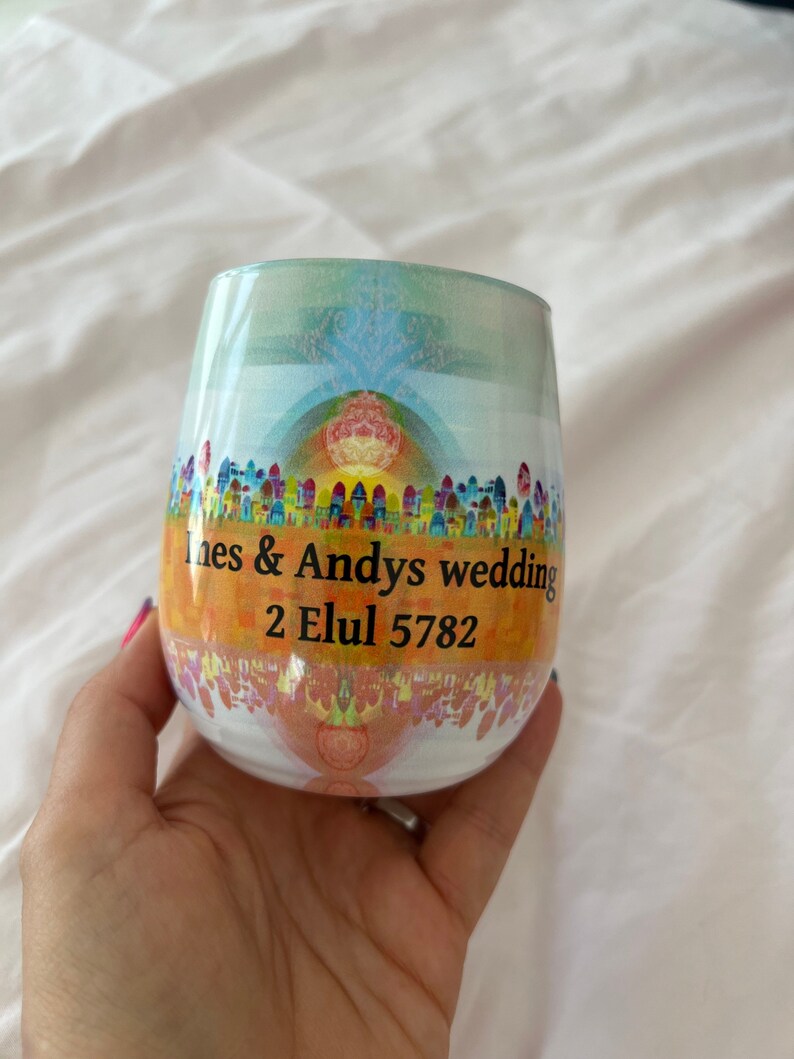 Ines & Andys wedding
2 Elul 5782